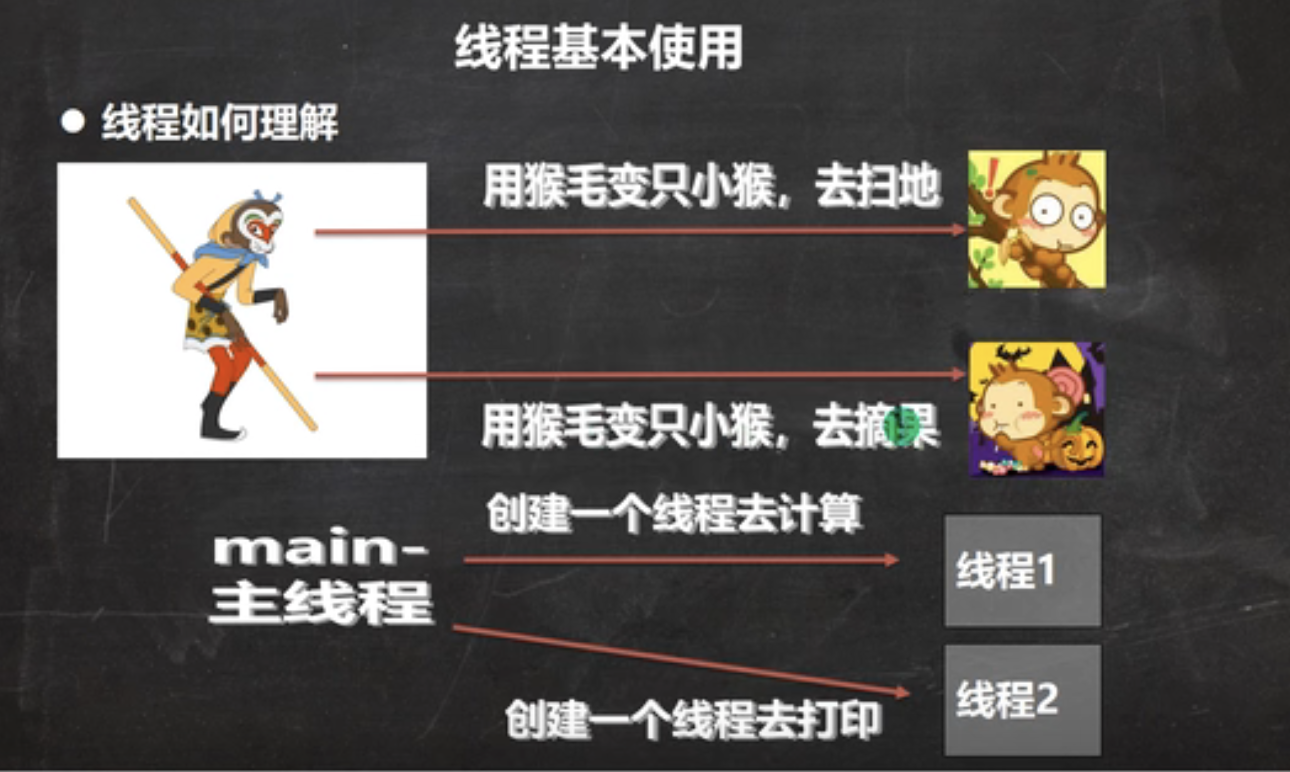 线程基本使用
线程如何理解
用猴毛变只小猴，去扫地
用猴毛变只小猴，去摘果
创建一个线程去计算
main-
主线程
线程1
线程2
创建一个线程去打印